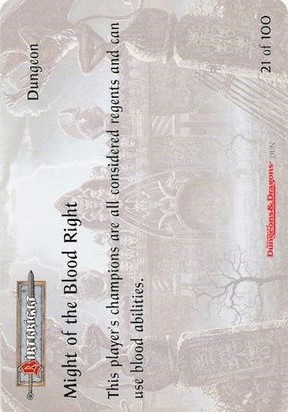 BIRTHRIGHT
Dungeon
Might of the Blood Right
This player's champions are all considered regents and can
use blood abilities.
Dungeons & Dragons
DUN
21 of 100